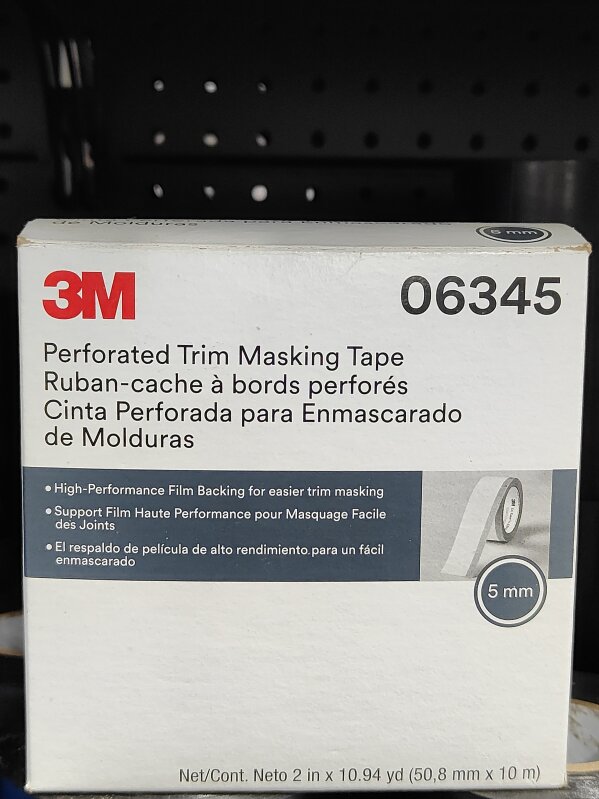 de Molduras
5 mm
3M
06345
Perforated Trim Masking Tape
Ruban-cache à bords perforés
Cinta Perforada para Enmascarado
de Molduras
• High-Performance Film Backing for easier trim masking
• Support Film Haute Performance pour Masquage Facile
des Joints
• El respaldo de película de alto rendimiento para un fácil
enmascarado
3M
5 mm
Net/Cont. Neto 2 in x 10.94 yd (50,8 mm x 10 m)